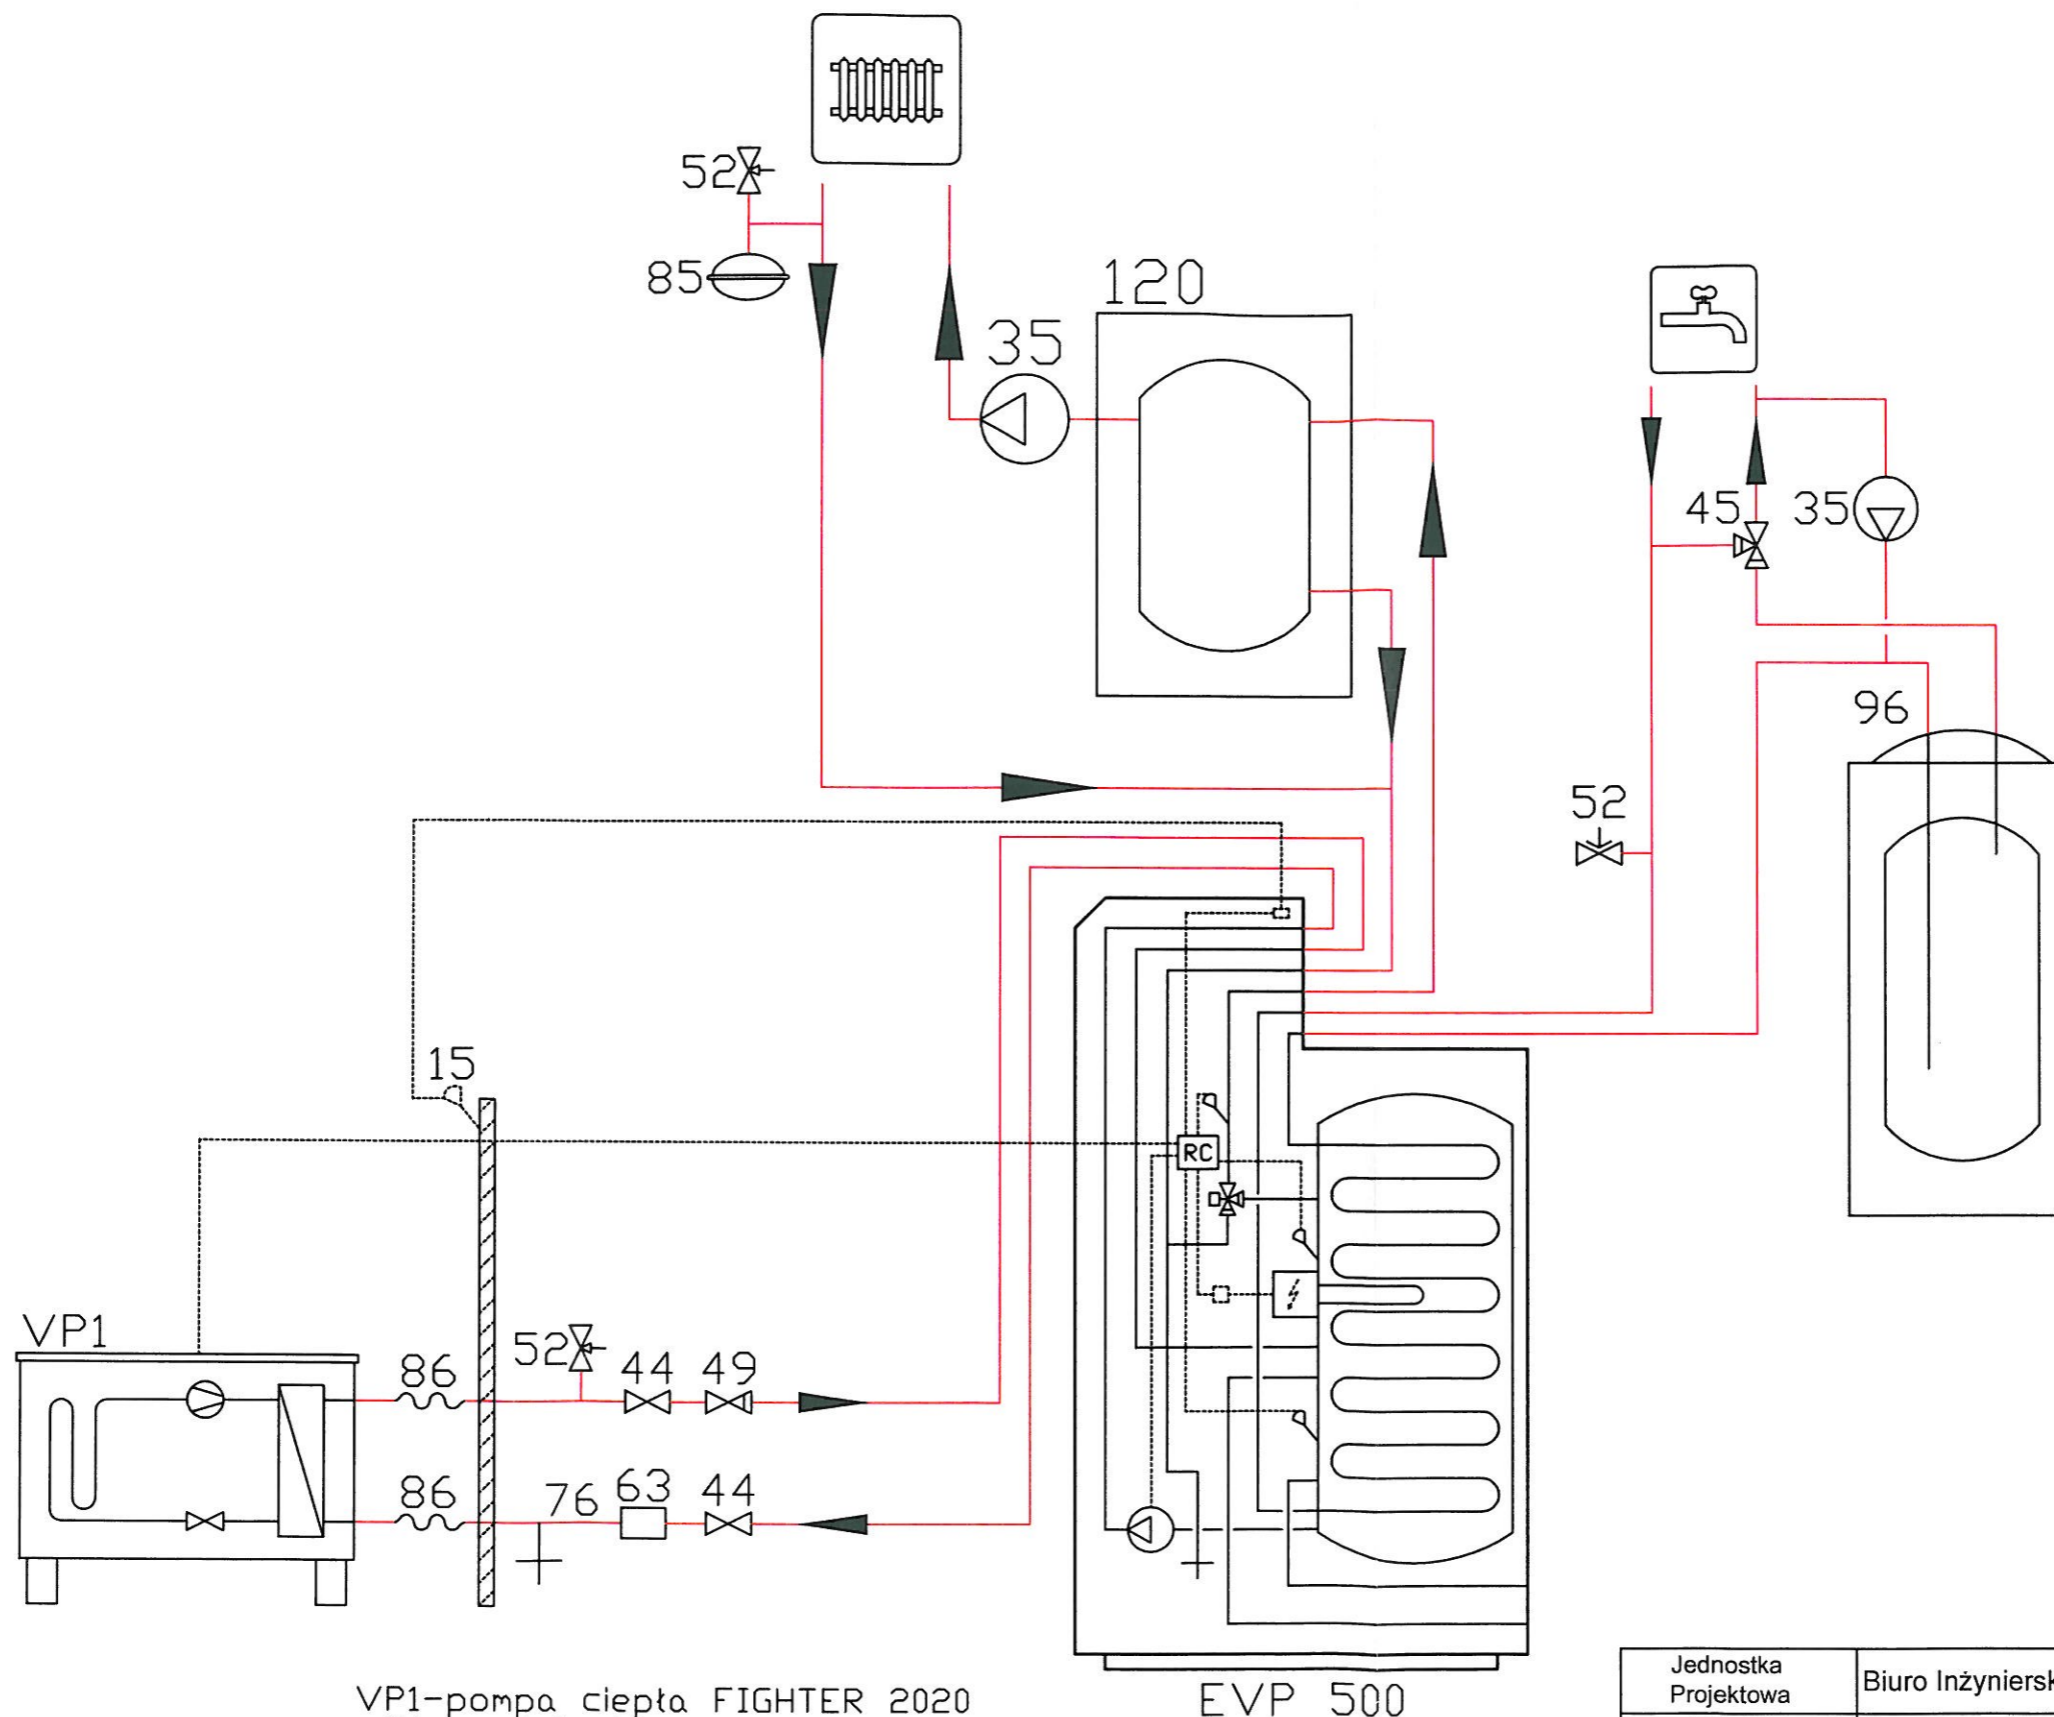 52
85
120
35
45
35
96
52
15
RC
VP1
86
52
44
49
86
76
63
44
VP1-pompa ciepła FIGHTER 2020
EVP 500
Jednostka
Projektowa
Biuro Inżyniersk